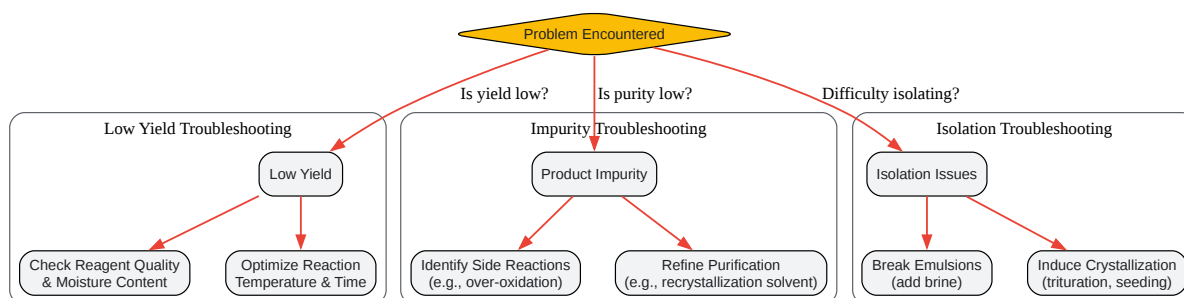 Problem Encountered
Is yield low?
Is purity low?
Difficulty isolating?
Low Yield Troubleshooting
Impurity Troubleshooting
Isolation Troubleshooting
Low Yield
Product Impurity
Isolation Issues
Check Reagent Quality
& Moisture Content
Optimize Reaction
Temperature & Time
Identify Side Reactions
(e.g., over-oxidation)
Refine Purification
(e.g., recrystallization solvent)
Break Emulsions
(add brine)
Induce Crystallization
(trituration, seeding)